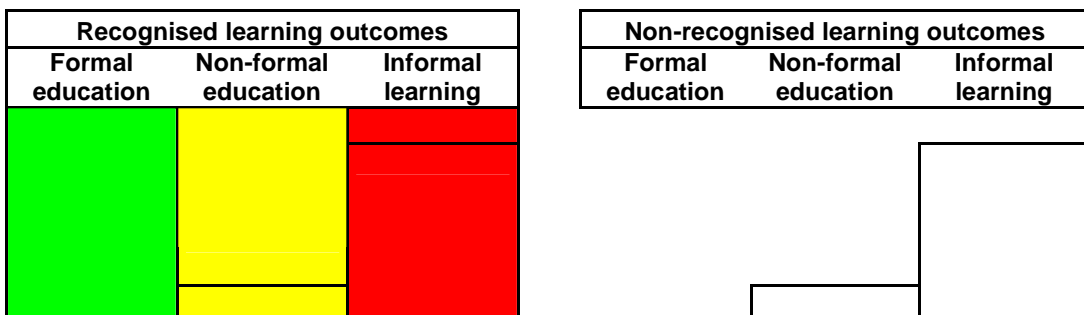 Recognised learning outcomes
Formal education
Non-formal education
Informal learning
Non-recognised learning outcomes
Formal education
Non-formal education
Informal learning